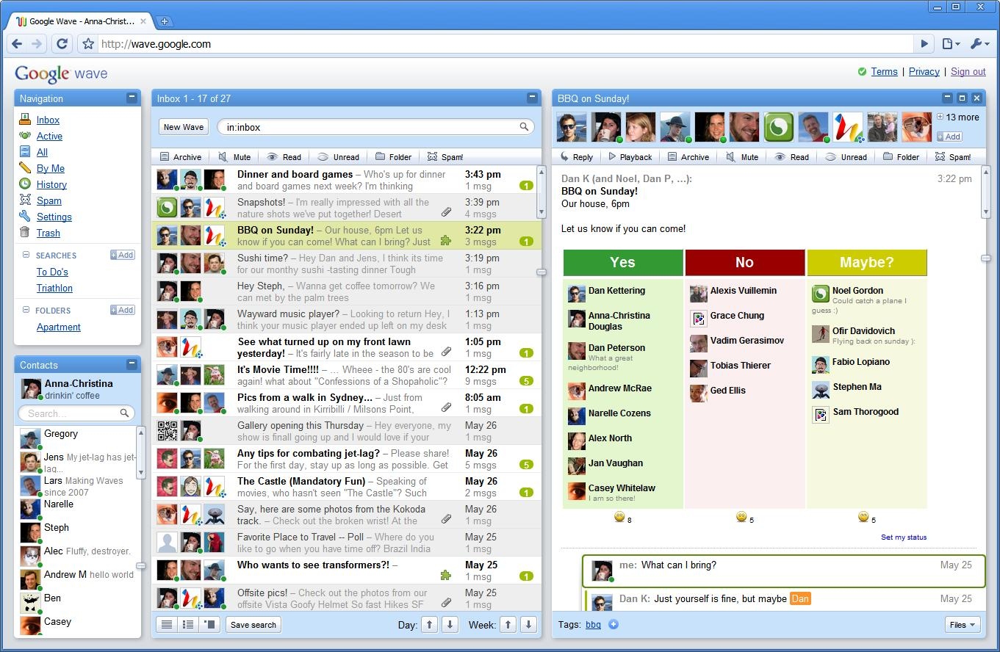 Google Wave - Anna-Christ...
http://wave.google.com
Google wave
Terms | Privacy | Sign out
Navigation
Inbox
Active
All
By Me
History
Spam
Settings
Trash
SEARCHES
Add
To Do's
Triathlon
FOLDERS
Add
Apartment
Contacts
Anna-Christina
drinkin' coffee
Search...
Gregory
Jens My jet-lag has jet-
lag...
Lars Making Waves
since 2007
Narelle
Steph
Alec Fluffy, destroyer.
Andrew M hello world
Ben
Casey
Inbox 1 - 17 of 27
New Wave
in:inbox
Archive Mute Read Unread Folder Spam!
Dinner and board games – Who's up for dinner 3:43 pm
and board games next week? I'm thinking 1 msg 1
Snapshots! – I'm really impressed with all the 3:39 pm
nature shots we've put together! Desert 4 msgs
BBQ on Sunday! – Our house, 6pm Let us 3:22 pm
know if you can come! What can I bring? Just 3 msgs 1
Sushi time? – Hey Dan and Jens, I think its time 3:19 pm
for our monthy sushi -tasting dinner Tough 1 msg
Hey Steph, – Wanna get coffee tomorrow? We 3:16 pm
can met by the palm trees 1 msg
Wayward music player? – Looking to return Hey, I 1:13 pm
think your music player ended up left on my desk 1 msg
See what turned up on my front lawn 1:05 pm
yesterday! – It's fairly late in the season to be 1 msg 1
It's Movie Time!!!! – ... Wheee - the 80's are cool 12:22 pm
again! what about "Confessions of a Shopaholic"? 9 msgs 5
Pics from a walk in Sydney... – Just from 8:05 am
walking around in Kirribilli / Milsons Point, 1 msg 1
Gallery opening this Thursday – Hey everyone, my May 26
show is finall going up and I would love if your 1 msg
Any tips for combating jet-lag? – Please share! May 26
For the first day, stay up as long as possible. Get 5 msgs 5
The Castle (Mandatory Fun) – Speaking of May 26
movies, who hasn't seen "The Castle"? Such 2 msgs 1
Say, here are some photos from the Kokoda May 26
track. – Check out the broken wrist! At the 1 msg
Favorite Place to Travel -- Poll – Where do you May 25
like to go when you have time off? Brazil India 1 msg
Who wants to see transformers?! – May 25
1 msg 1
Offsite pics! – Check out the photos from our May 25
offsite Vista Goofy Helmet So fast Hikes SF 1 msg
Save search
Day:
Week:
BBQ on Sunday!
13 more
Add
Reply Playback Archive Mute Read Unread Folder Spam!
Dan K (and Noel, Dan P, ...): 3:22 pm
BBQ on Sunday!
Our house, 6pm
Let us know if you can come!
Yes
Dan Kettering
Anna-Christina
Douglas
Dan Peterson
What a great
neighborhood!
Andrew McRae
Narelle Cozens
Alex North
Jan Vaughan
Casey Whitelaw
I am so there!
8
No
Alexis Vuillemin
Grace Chung
Vadim Gerasimov
Tobias Thierer
Ged Ellis
5
Maybe?
Noel Gordon
Could catch a plane I
guess :)
Ofir Davidovich
Flying back on sunday ):
Fabio Lopiano
Stephen Ma
Sam Thorogood
5
Set my status
me: What can I bring? May 25
Dan K: Just yourself is fine, but maybe Dan May 25
Tags: bbq
Files